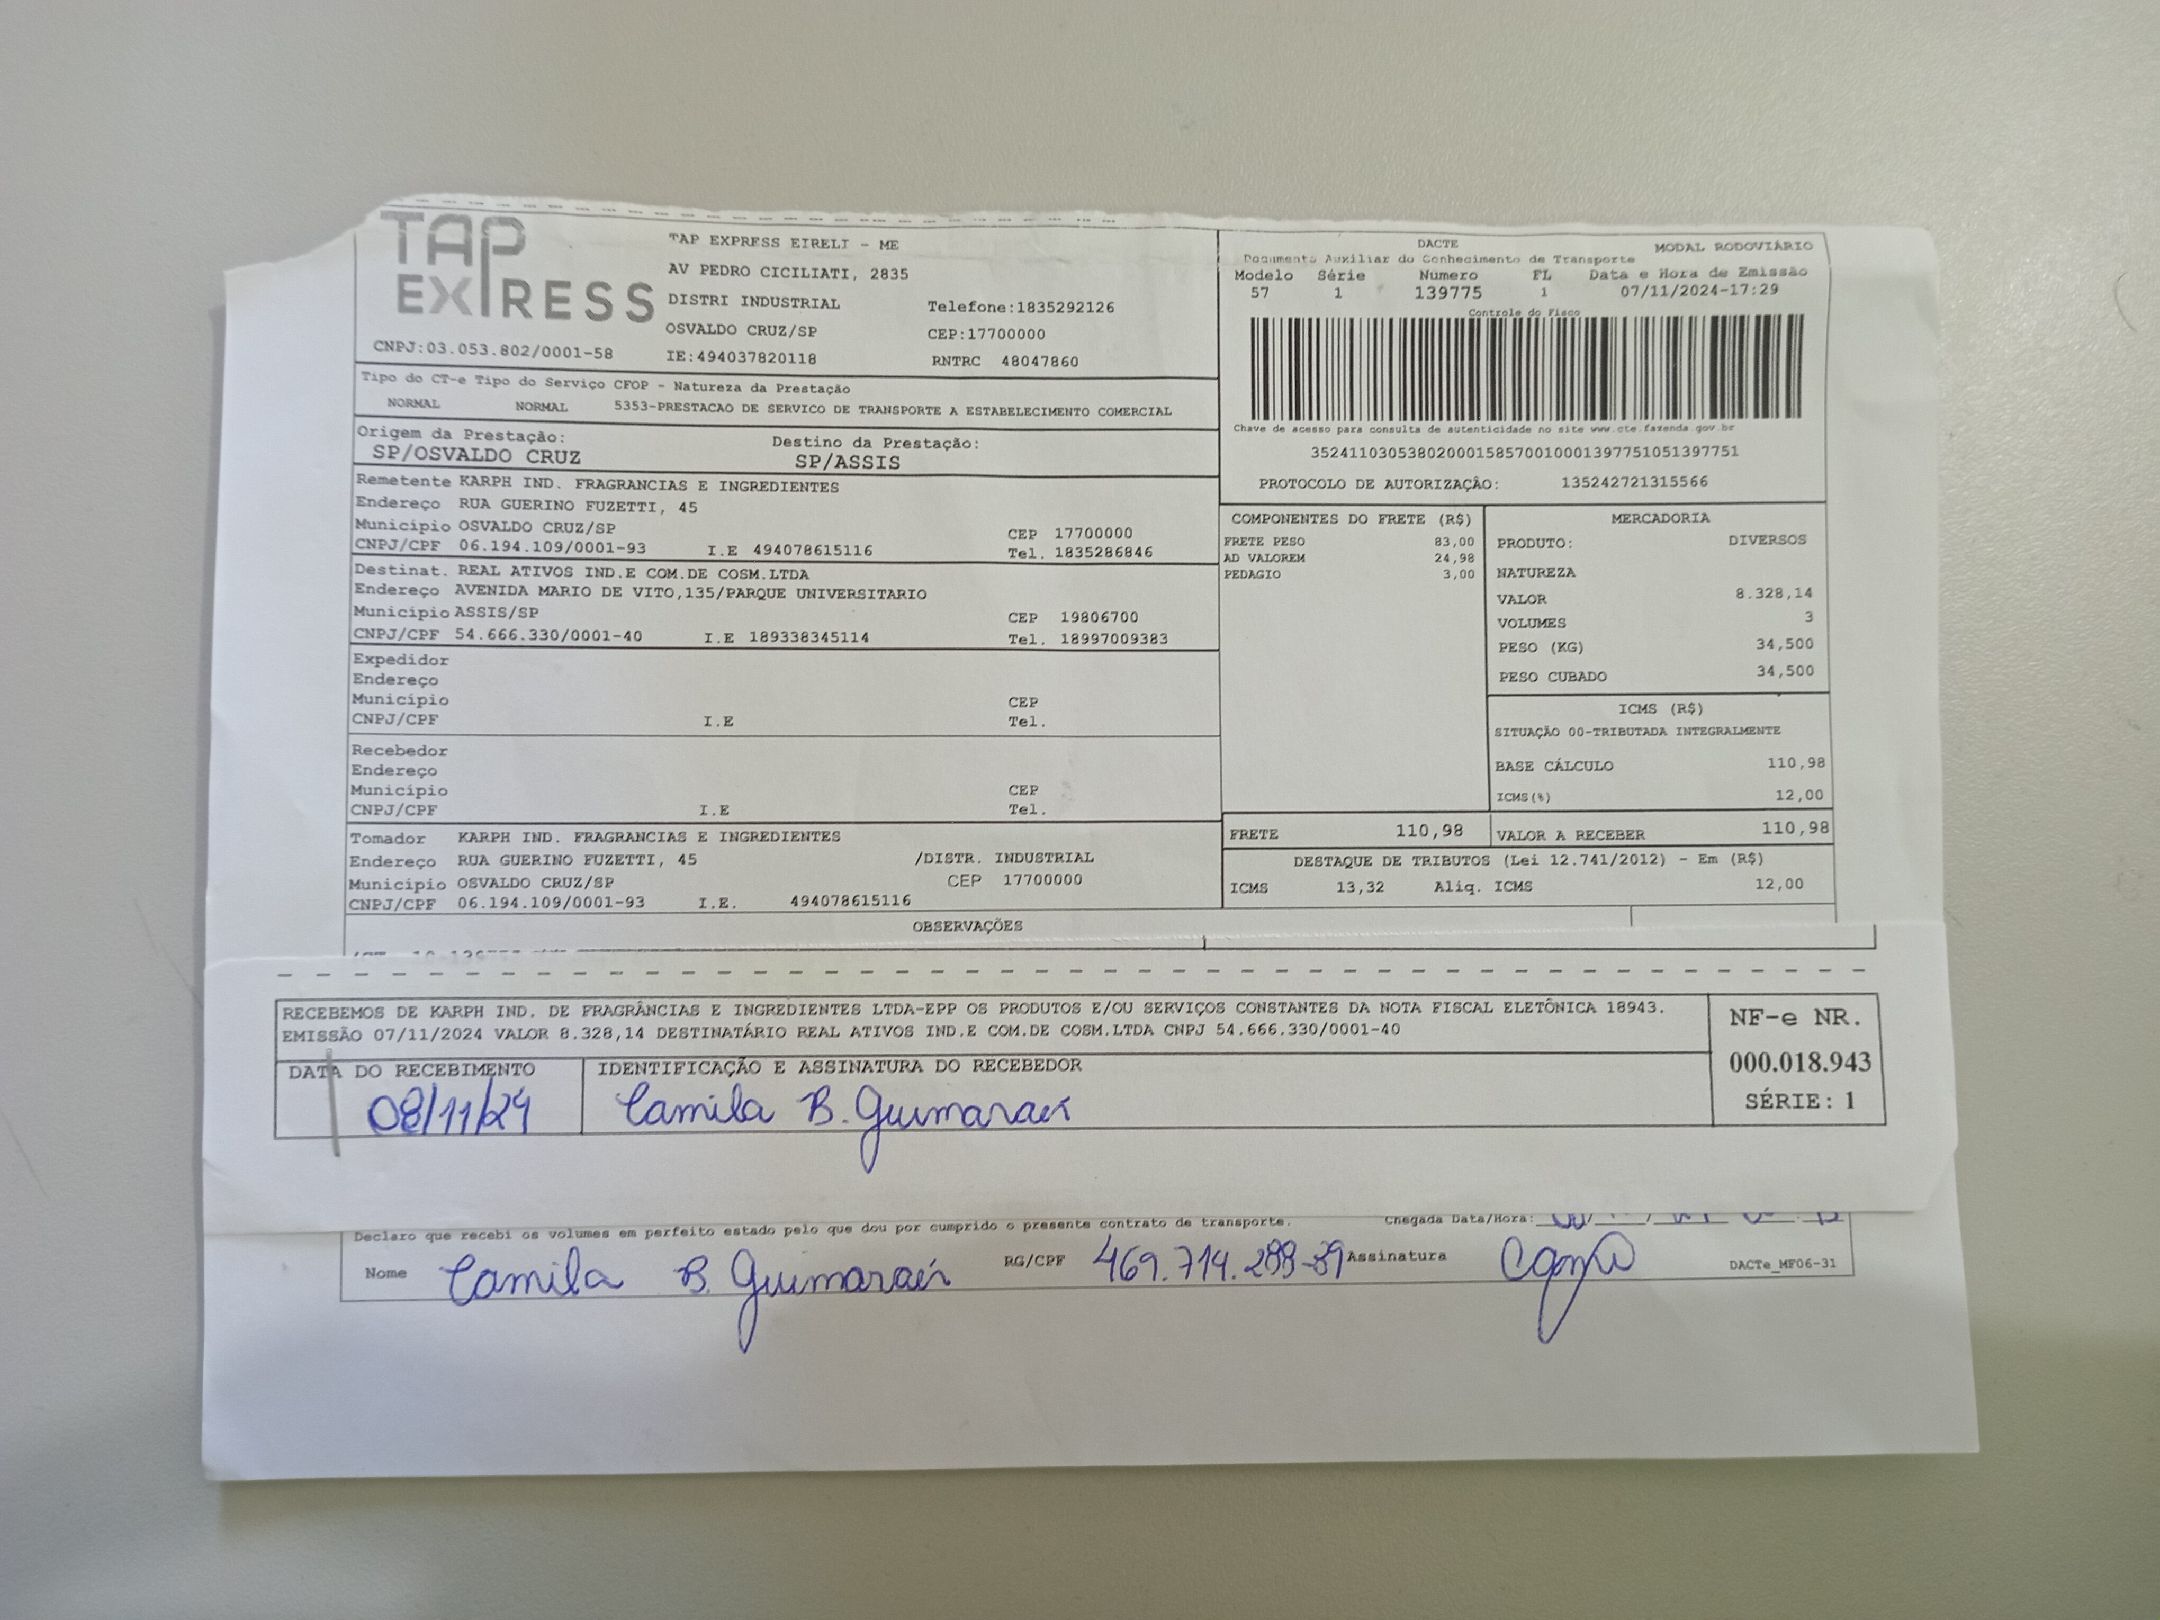 TAP EXPRESS
CNPJ:03.053.802/0001-58
TAP EXPRESS EIRELI - ME
AV PEDRO CICILIATI, 2835
DISTRI INDUSTRIAL Telefone:1835292126
OSVALDO CRUZ/SP CEP:17700000
IE:494037820118 RNTRC 48047860
DACTE MODAL RODOVIÁRIO
Documento Auxiliar do Conhecimento de Transporte
Modelo Série Número FL Data e Hora de Emissão
57 1 139775 1 07/11/2024-17:29
Controle do Fisco
Chave de acesso para consulta de autenticidade no site www.cte.fazenda.gov.br
35241103053802000158570010001397751051397751
PROTOCOLO DE AUTORIZAÇÃO: 135242721315566
Tipo do CT-e Tipo do Serviço CFOP - Natureza da Prestação
NORMAL NORMAL 5353-PRESTACAO DE SERVICO DE TRANSPORTE A ESTABELECIMENTO COMERCIAL
Origem da Prestação: Destino da Prestação:
SP/OSVALDO CRUZ SP/ASSIS
Remetente KARPH IND. FRAGRANCIAS E INGREDIENTES
Endereço RUA GUERINO FUZETTI, 45
Município OSVALDO CRUZ/SP CEP 17700000
CNPJ/CPF 06.194.109/0001-93 I.E 494078615116 Tel. 1835286846
Destinat. REAL ATIVOS IND.E COM.DE COSM.LTDA
Endereço AVENIDA MARIO DE VITO,135/PARQUE UNIVERSITARIO
Município ASSIS/SP CEP 19806700
CNPJ/CPF 54.666.330/0001-40 I.E 189338345114 Tel. 18997009383
Expedidor
Endereço
Município CEP
CNPJ/CPF I.E Tel.
Recebedor
Endereço
Município CEP
CNPJ/CPF I.E Tel.
Tomador KARPH IND. FRAGRANCIAS E INGREDIENTES
Endereço RUA GUERINO FUZETTI, 45 /DISTR. INDUSTRIAL
Município OSVALDO CRUZ/SP CEP 17700000
CNPJ/CPF 06.194.109/0001-93 I.E. 494078615116
COMPONENTES DO FRETE (R$)
FRETE PESO 83,00
AD VALOREM 24,98
PEDAGIO 3,00
MERCADORIA
PRODUTO: DIVERSOS
NATUREZA
VALOR 8.328,14
VOLUMES 3
PESO (KG) 34,500
PESO CUBADO 34,500
ICMS (R$)
SITUAÇÃO 00-TRIBUTADA INTEGRALMENTE
BASE CÁLCULO 110,98
ICMS(%) 12,00
FRETE 110,98 VALOR A RECEBER 110,98
DESTAQUE DE TRIBUTOS (Lei 12.741/2012) - Em (R$)
ICMS 13,32 Aliq. ICMS 12,00
OBSERVAÇÕES
RECEBEMOS DE KARPH IND. DE FRAGRÂNCIAS E INGREDIENTES LTDA-EPP OS PRODUTOS E/OU SERVIÇOS CONSTANTES DA NOTA FISCAL ELETÔNICA 18943.
EMISSÃO 07/11/2024 VALOR 8.328,14 DESTINATÁRIO REAL ATIVOS IND.E COM.DE COSM.LTDA CNPJ 54.666.330/0001-40
DATA DO RECEBIMENTO IDENTIFICAÇÃO E ASSINATURA DO RECEBEDOR
08/11/24 Camila B. Guimaraes
NF-e NR.
000.018.943
SÉRIE: 1
Declaro que recebi os volumes em perfeito estado pelo que dou por cumprido o presente contrato de transporte. Chegada Data/Hora:
Nome Camila B. Guimaraes RG/CPF 469.714.288-89 Assinatura DACTe_MF06-31